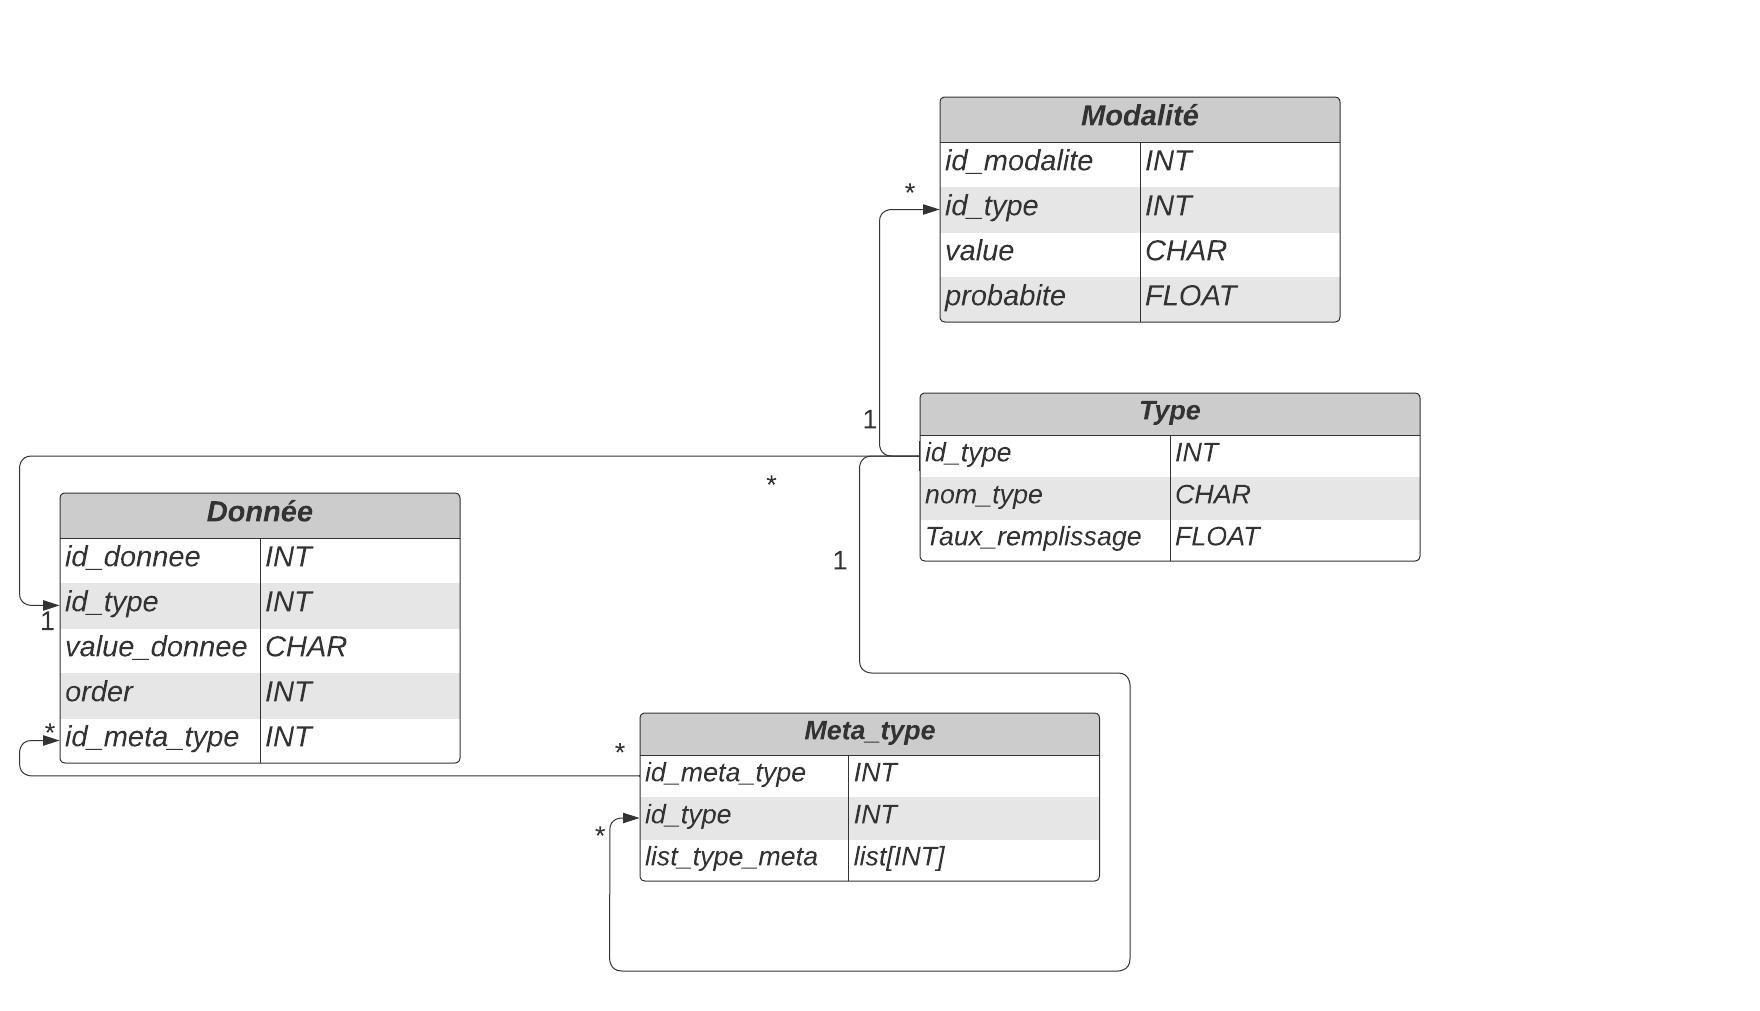 Modalité
id_modalite INT
* id_type INT
value CHAR
probabite FLOAT
1
Type
id_type INT
nom_type CHAR
Taux_remplissage FLOAT
*
1
Donnée
id_donnee INT
id_type INT
1
value_donnee CHAR
order INT
* id_meta_type INT
*
Meta_type
id_meta_type INT
id_type INT
*
list_type_meta list[INT]